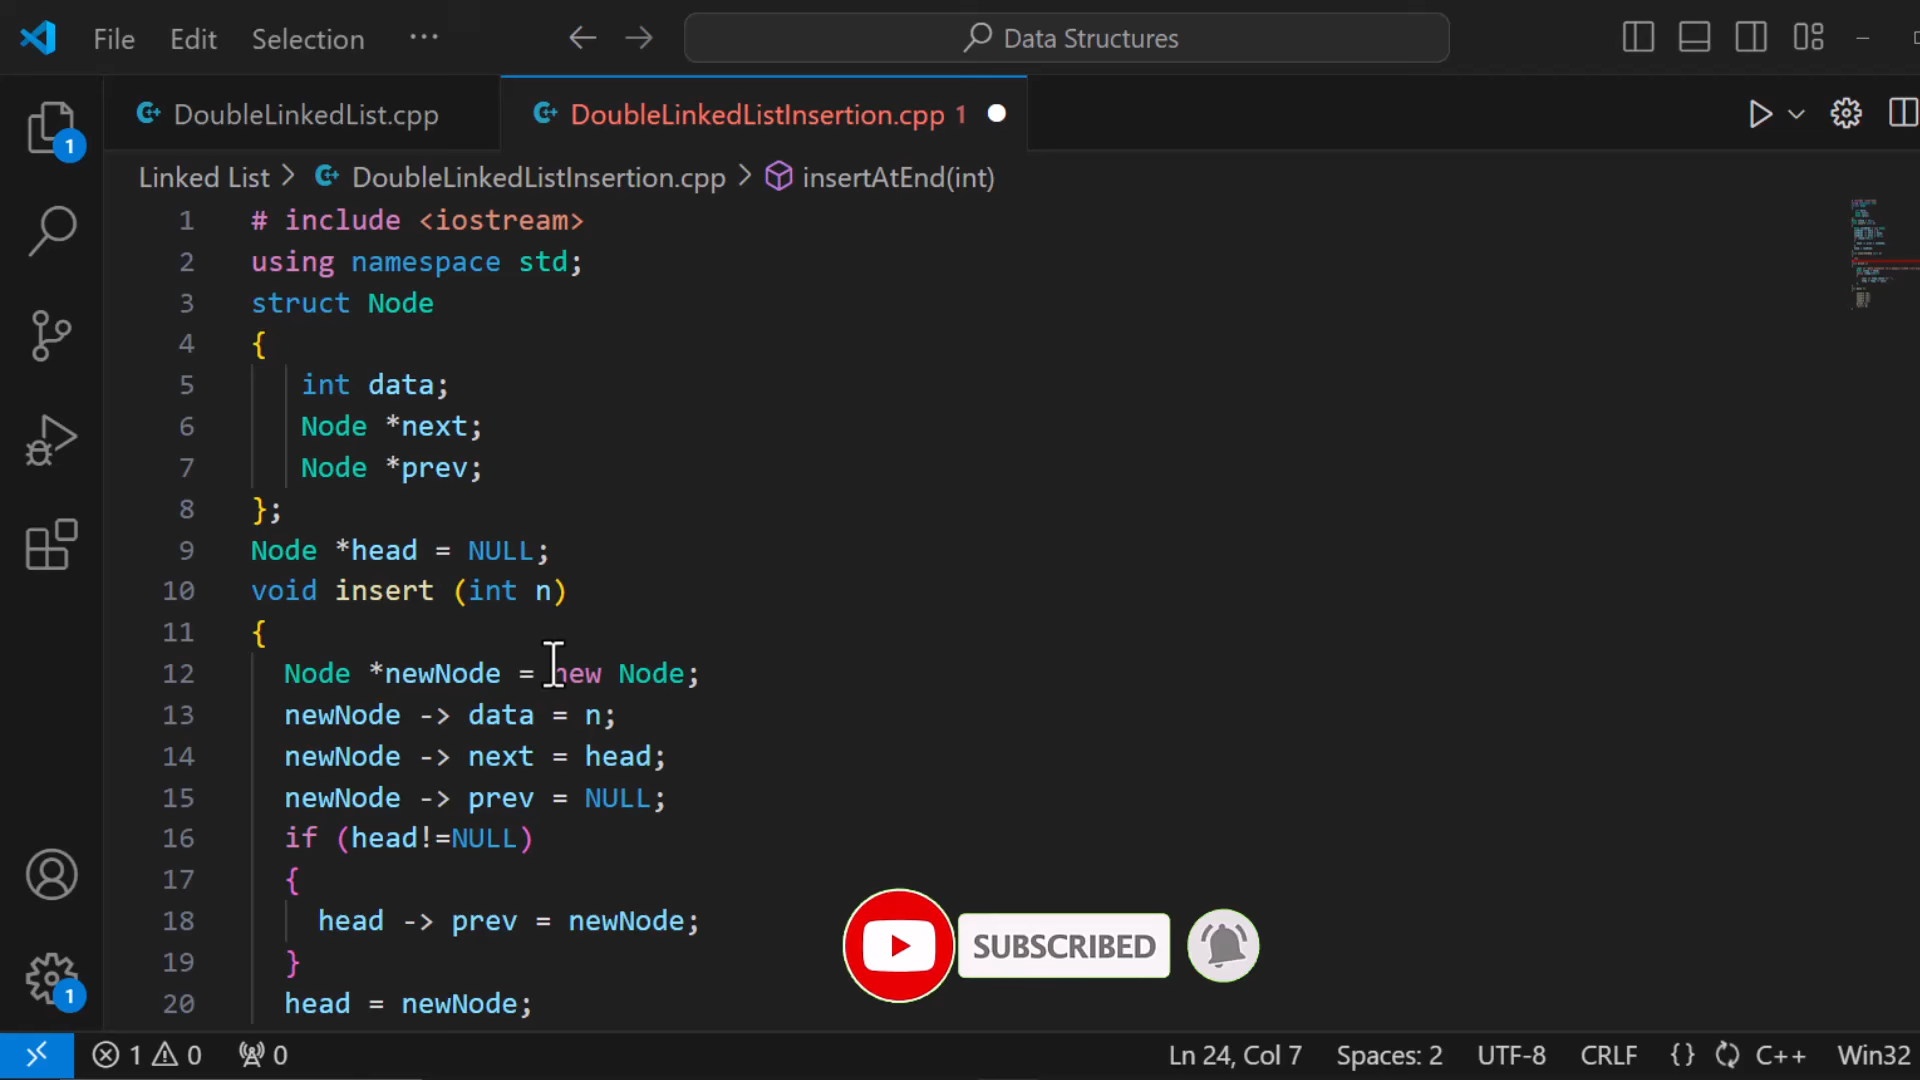 File Edit Selection ··· Data Structures
DoubleLinkedList.cpp DoubleLinkedListInsertion.cpp 1
Linked List > DoubleLinkedListInsertion.cpp > insertAtEnd(int)
1 # include <iostream>
2 using namespace std;
3 struct Node
4 {
5 int data;
6 Node *next;
7 Node *prev;
8 };
9 Node *head = NULL;
10 void insert (int n)
11 {
12 Node *newNode = new Node;
13 newNode -> data = n;
14 newNode -> next = head;
15 newNode -> prev = NULL;
16 if (head!=NULL)
17 {
18 head -> prev = newNode;
19 }
20 head = newNode;
1
1
SUBSCRIBED
1 0 0 Ln 24, Col 7 Spaces: 2 UTF-8 CRLF {} C++ Win32